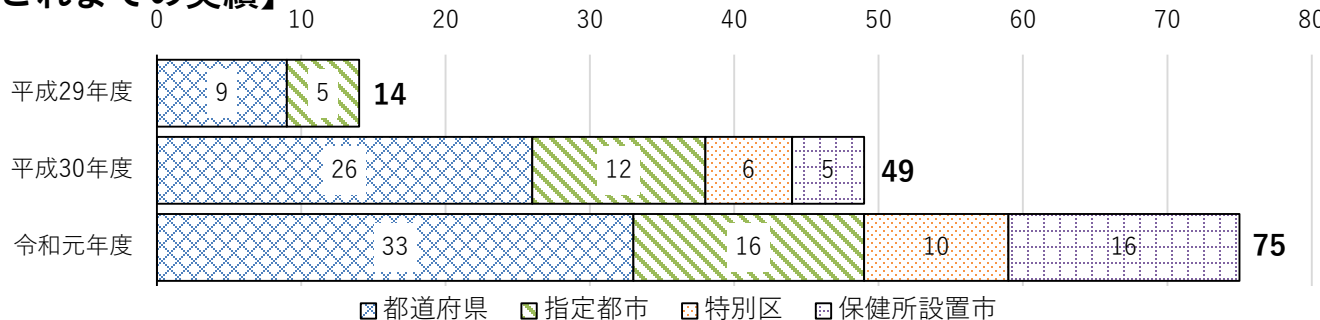 これまでの実績】
0 10 20 30 40 50 60 70 80
平成29年度 9 5 14
平成30年度 26 12 6 5 49
令和元年度 33 16 10 16 75
都道府県 指定都市 特別区 保健所設置市